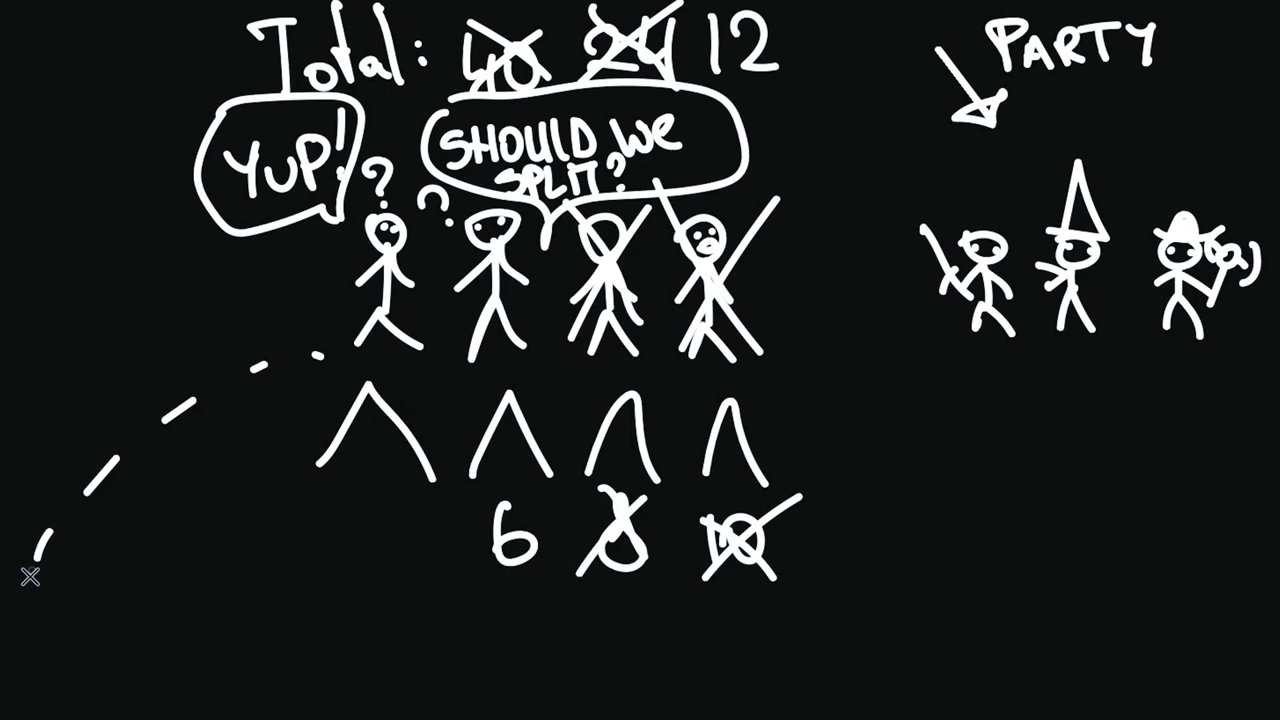 Total: 40 24 12
PARTY
YUP!
SHOULD WE
SPLIT?
?
?
6 8 10